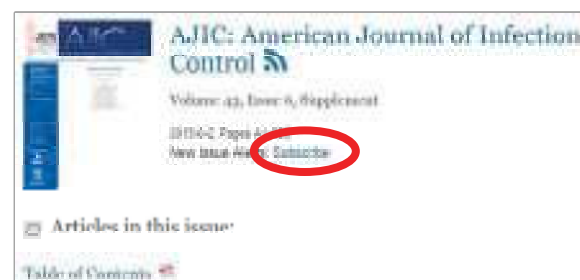 AJIC: American Journal of Infection
Control
Volume 43, Issue 6, Supplement
Pages
New Issue Alerts: Subscribe
Articles in this issue:
Table of Contents